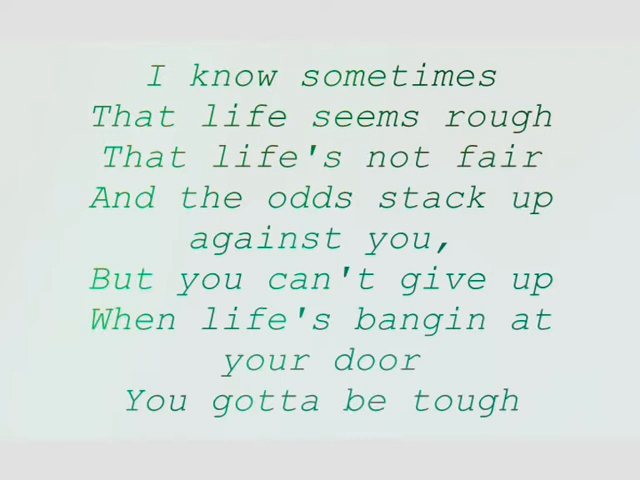 I know sometimes
That life seems rough
That life's not fair
And the odds stack up
against you,
But you can't give up
When life's bangin at
your door
You gotta be tough